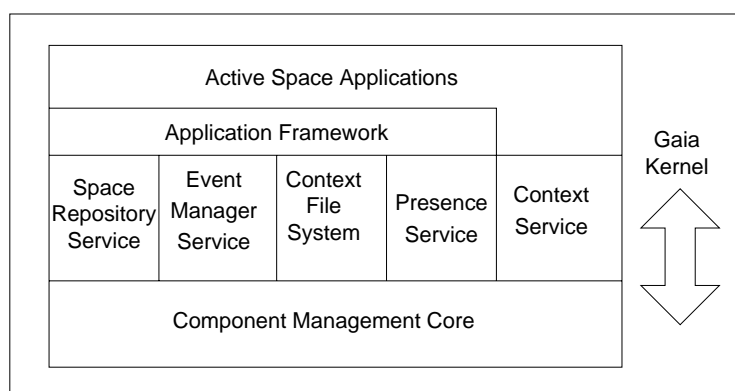 Active Space Applications
Application Framework
Gaia
Kernel
Space
Repository
Service
Event
Manager
Service
Context
File
System
Presence
Service
Context
Service
Component Management Core